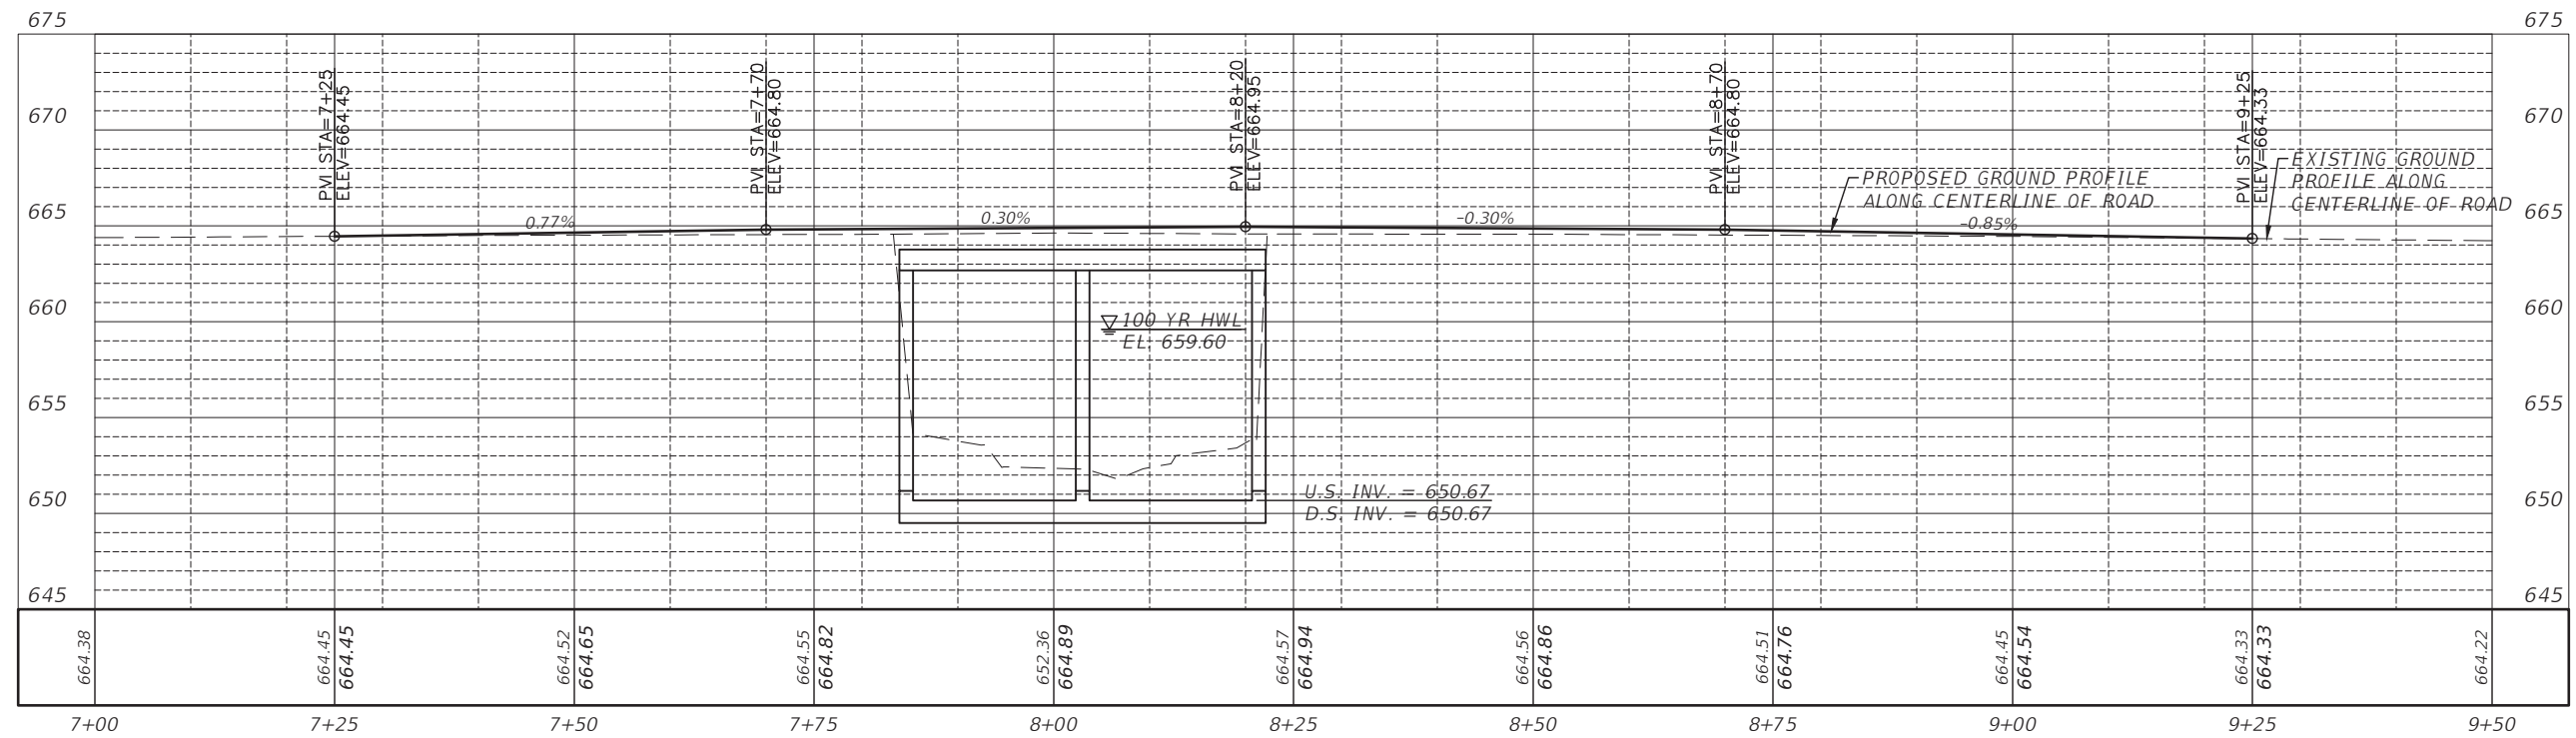 675
675
670
670
665
665
660
660
655
655
650
650
645
645
PVI STA=7+25
ELEV=664.45
PVI STA=7+70
ELEV=664.80
PVI STA=8+20
ELEV=664.95
PVI STA=8+70
ELEV=664.80
PVI STA=9+25
ELEV=664.33
PROPOSED GROUND PROFILE
ALONG CENTERLINE OF ROAD
EXISTING GROUND
PROFILE ALONG
CENTERLINE OF ROAD
0.77%
0.30%
-0.30%
-0.85%
100 YR HWL
EL. 659.60
U.S. INV. = 650.67
D.S. INV. = 650.67
664.38
664.45
664.45
664.52
664.65
664.55
664.82
652.36
664.89
664.57
664.94
664.56
664.86
664.51
664.76
664.45
664.54
664.33
664.33
664.22
7+00
7+25
7+50
7+75
8+00
8+25
8+50
8+75
9+00
9+25
9+50